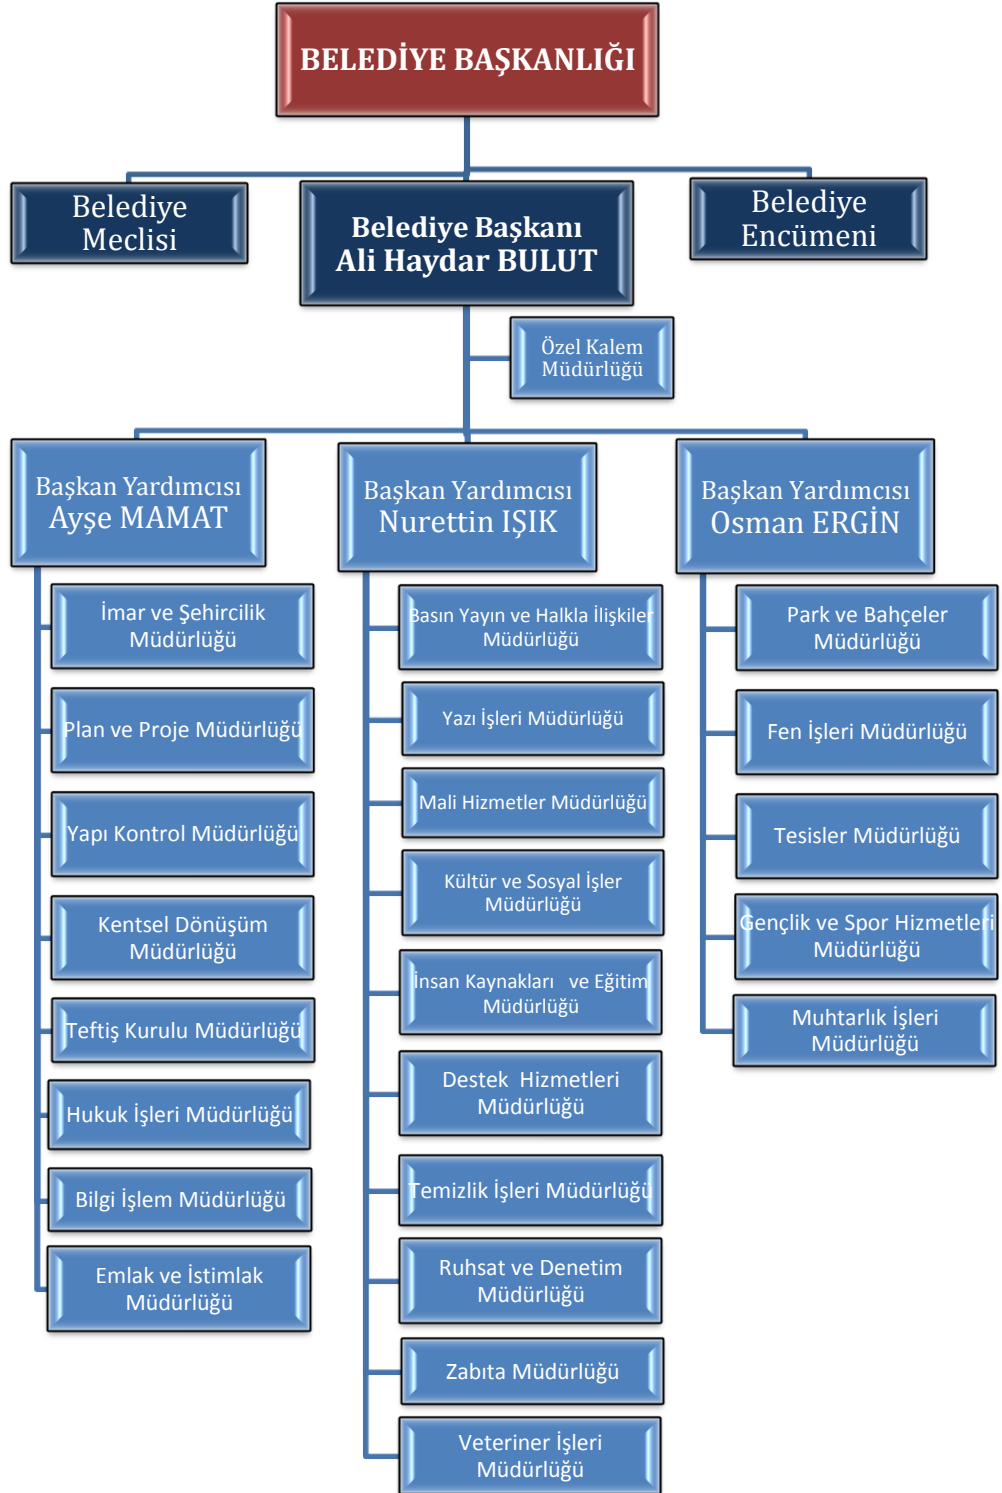 BELEDİYE BAŞKANLIĞI
Belediye
Meclisi
Belediye Başkanı
Ali Haydar BULUT
Belediye
Encümeni
Özel Kalem
Müdürlüğü
Başkan Yardımcısı
Ayşe MAMAT
İmar ve Şehircilik
Müdürlüğü
Plan ve Proje Müdürlüğü
Yapı Kontrol Müdürlüğü
Kentsel Dönüşüm
Müdürlüğü
Teftiş Kurulu Müdürlüğü
Hukuk İşleri Müdürlüğü
Bilgi İşlem Müdürlüğü
Emlak ve İstimlak
Müdürlüğü
Başkan Yardımcısı
Nurettin IŞIK
Basın Yayın ve Halkla İlişkiler
Müdürlüğü
Yazı İşleri Müdürlüğü
Mali Hizmetler Müdürlüğü
Kültür ve Sosyal İşler
Müdürlüğü
İnsan Kaynakları ve Eğitim
Müdürlüğü
Destek Hizmetleri
Müdürlüğü
Temizlik İşleri Müdürlüğü
Ruhsat ve Denetim
Müdürlüğü
Zabıta Müdürlüğü
Veteriner İşleri
Müdürlüğü
Başkan Yardımcısı
Osman ERGİN
Park ve Bahçeler
Müdürlüğü
Fen İşleri Müdürlüğü
Tesisler Müdürlüğü
Gençlik ve Spor Hizmetleri
Müdürlüğü
Muhtarlık İşleri
Müdürlüğü